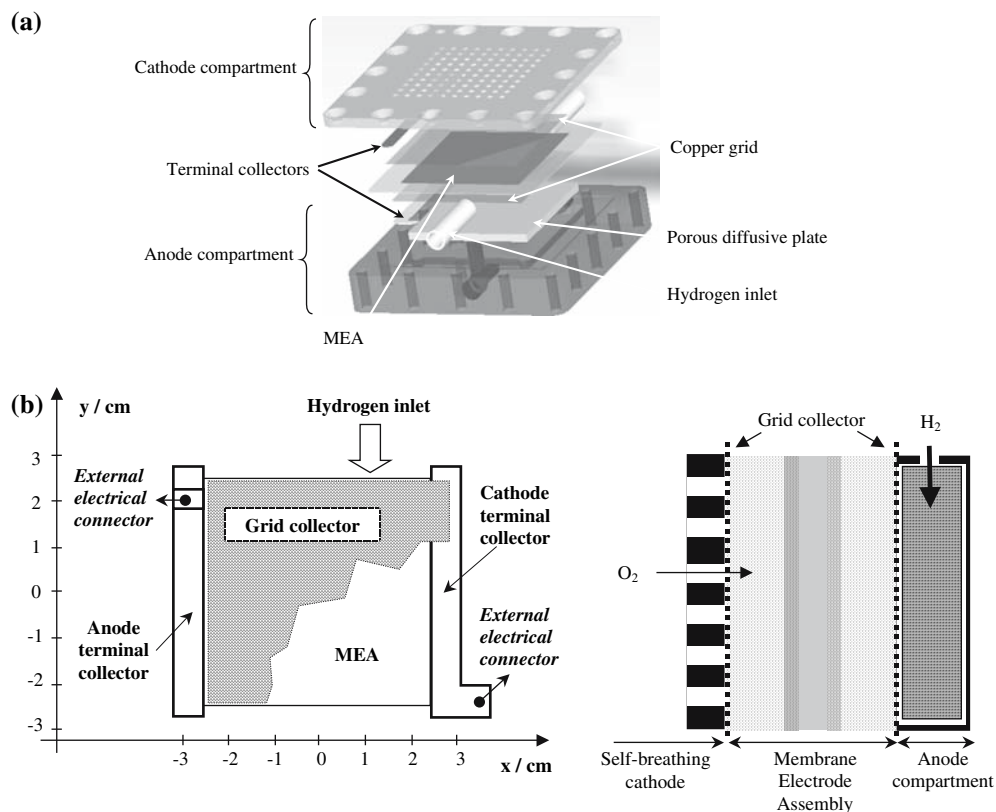 (a)
Cathode compartment
Terminal collectors
Anode compartment
MEA
Copper grid
Porous diffusive plate
Hydrogen inlet
(b)
y / cm
3
2
1
0
-1
-2
-3
-3
-2
-1
0
1
2
3
x / cm
Hydrogen inlet
External
electrical
connector
Grid collector
Cathode
terminal
collector
Anode
terminal
collector
MEA
External
electrical
connector
Grid collector
H2
O2
Self-breathing
cathode
Membrane
Electrode
Assembly
Anode
compartment